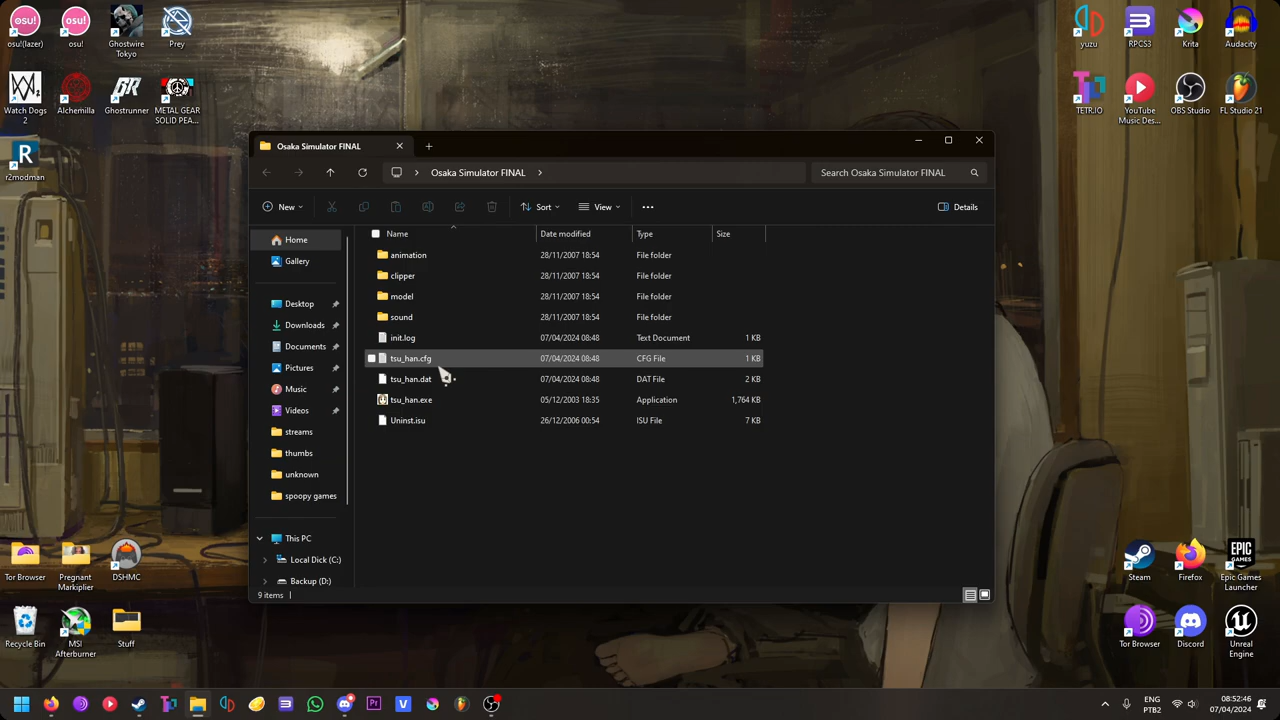 osu!(lazer)
osu!
Ghostwire
Tokyo
Prey
Watch Dogs
2
Alchemilla
Ghostrunner
METAL GEAR
SOLID PEA...
r2modman
yuzu
RPCS3
Krita
Audacity
TETR.IO
YouTube
Music Des...
OBS Studio
FL Studio 21
Osaka Simulator FINAL
Osaka Simulator FINAL
Search Osaka Simulator FINAL
New
Sort
View
Details
Home
Gallery
Desktop
Downloads
Documents
Pictures
Music
Videos
streams
thumbs
unknown
spoopy games
This PC
Local Dick (C:)
Backup (D:)
Name Date modified Type Size
animation 28/11/2007 18:54 File folder
clipper 28/11/2007 18:54 File folder
model 28/11/2007 18:54 File folder
sound 28/11/2007 18:54 File folder
init.log 07/04/2024 08:48 Text Document 1 KB
tsu_han.cfg 07/04/2024 08:48 CFG File 1 KB
tsu_han.dat 07/04/2024 08:48 DAT File 2 KB
tsu_han.exe 05/12/2003 18:35 Application 1,764 KB
Uninst.isu 26/12/2006 00:54 ISU File 7 KB
9 items
Tor Browser
Pregnant
Markiplier
DSHMC
Recycle Bin
MSI
Afterburner
Stuff
Steam
Firefox
EPIC
GAMES
Epic Games
Launcher
Tor Browser
Discord
Unreal
Engine
ENG
PTB2
08:52:46
07/04/2024